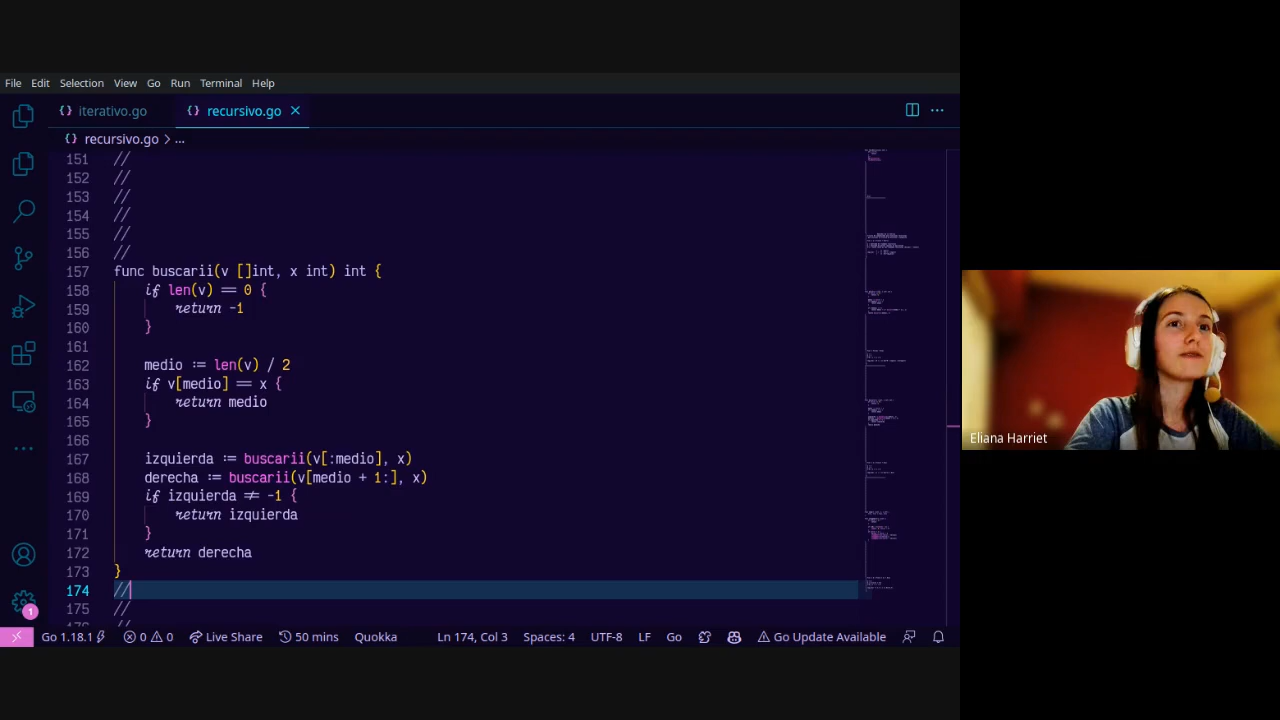 File Edit Selection View Go Run Terminal Help
{} iterativo.go {} recursivo.go ×
{} recursivo.go > ...
151 //
152 //
153 //
154 //
155 //
156 //
157 func buscarii(v []int, x int) int {
158 if len(v) == 0 {
159 return -1
160 }
161
162 medio := len(v) / 2
163 if v[medio] == x {
164 return medio
165 }
166
167 izquierda := buscarii(v[:medio], x)
168 derecha := buscarii(v[medio + 1:], x)
169 if izquierda ≠ -1 {
170 return izquierda
171 }
172 return derecha
173 }
174 //
175 //
1
Go 1.18.1 0 0 Live Share 50 mins Quokka Ln 174, Col 3 Spaces: 4 UTF-8 LF Go Go Update Available
Eliana Harriet